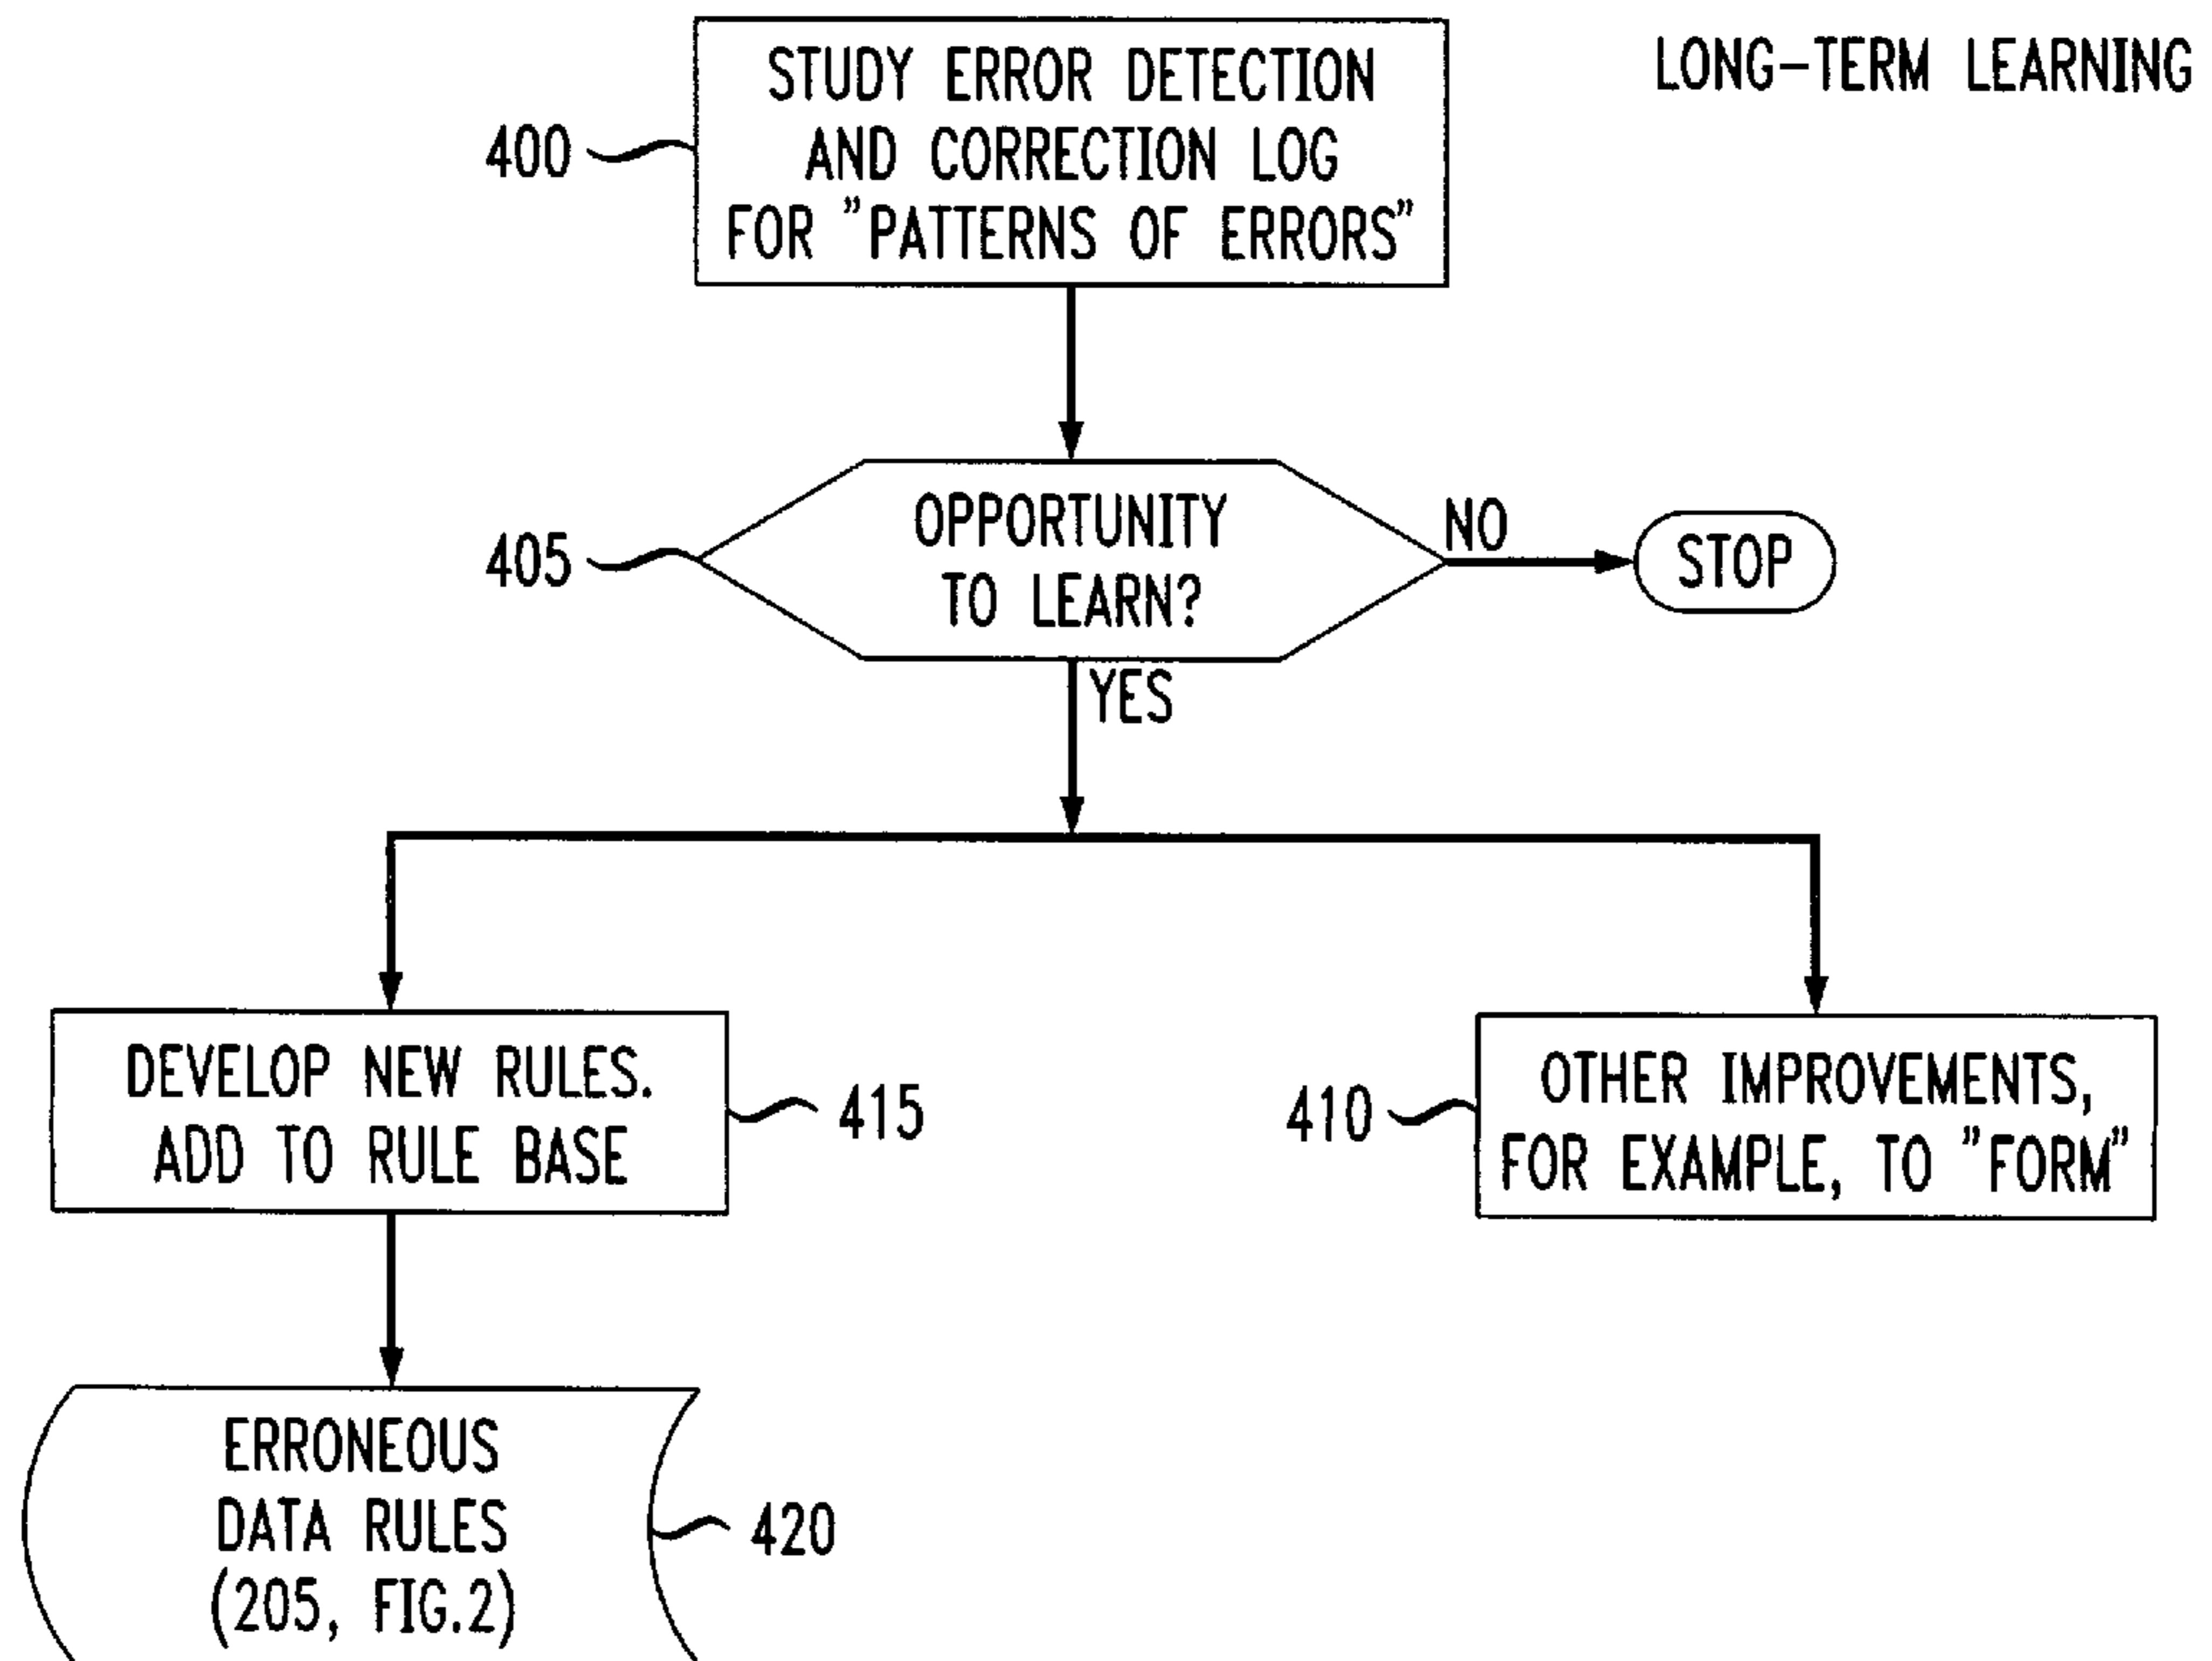 LONG-TERM LEARNING
STUDY ERROR DETECTION
AND CORRECTION LOG
FOR "PATTERNS OF ERRORS"
400
OPPORTUNITY
TO LEARN?
405
NO
STOP
YES
DEVELOP NEW RULES.
ADD TO RULE BASE
415
410
OTHER IMPROVEMENTS,
FOR EXAMPLE, TO "FORM"
ERRONEOUS
DATA RULES
(205, FIG.2)
420